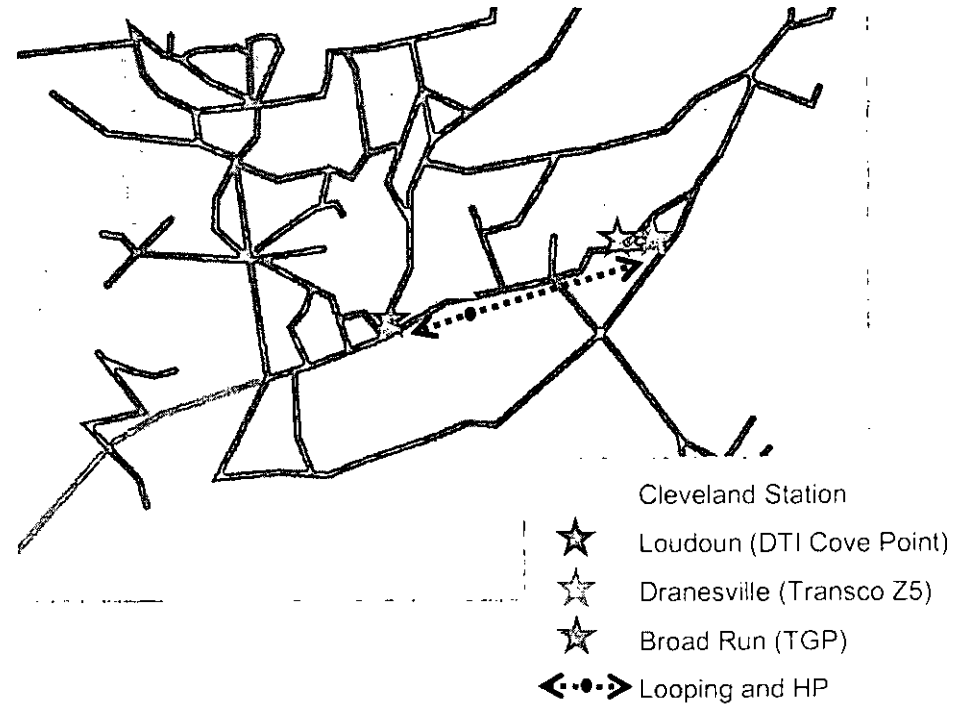 Cleveland Station
Loudoun (DTI Cove Point)
Dranesville (Transco Z5)
Broad Run (TGP)
Looping and HP